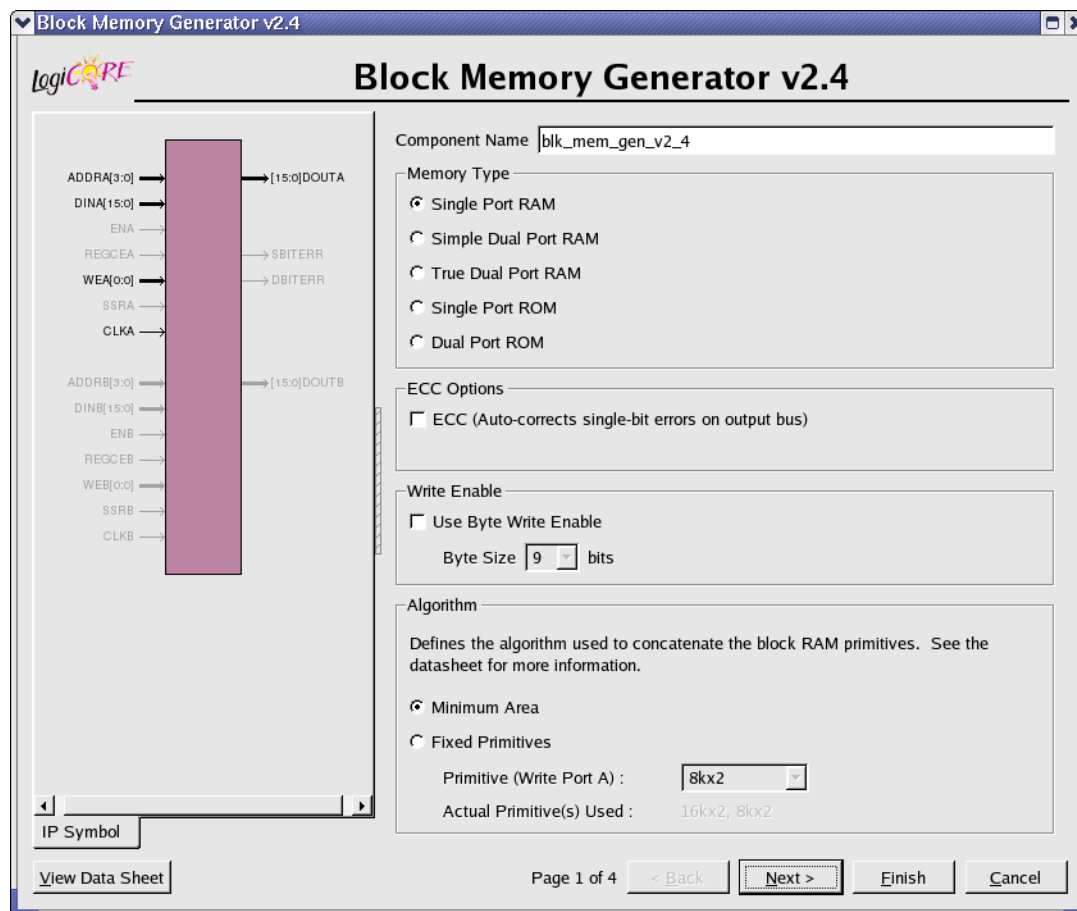 Block Memory Generator v2.4
LogiCORE
Block Memory Generator v2.4
ADDRA[3:0]
[15:0]DOUTA
DINA[15:0]
ENA
REGCEA
SBITERR
WEA[0:0]
DBITERR
SSRA
CLKA
ADDRB[3:0]
[15:0]DOUTB
DINB[15:0]
ENB
REGCEB
WEB[0:0]
SSRB
CLKB
IP Symbol
Component Name blk_mem_gen_v2_4
Memory Type
Single Port RAM
Simple Dual Port RAM
True Dual Port RAM
Single Port ROM
Dual Port ROM
ECC Options
ECC (Auto-corrects single-bit errors on output bus)
Write Enable
Use Byte Write Enable
Byte Size 9 bits
Algorithm
Defines the algorithm used to concatenate the block RAM primitives. See the
datasheet for more information.
Minimum Area
Fixed Primitives
Primitive (Write Port A) : 8kx2
Actual Primitive(s) Used : 16kx2, 8kx2
View Data Sheet
Page 1 of 4
< Back
Next >
Finish
Cancel